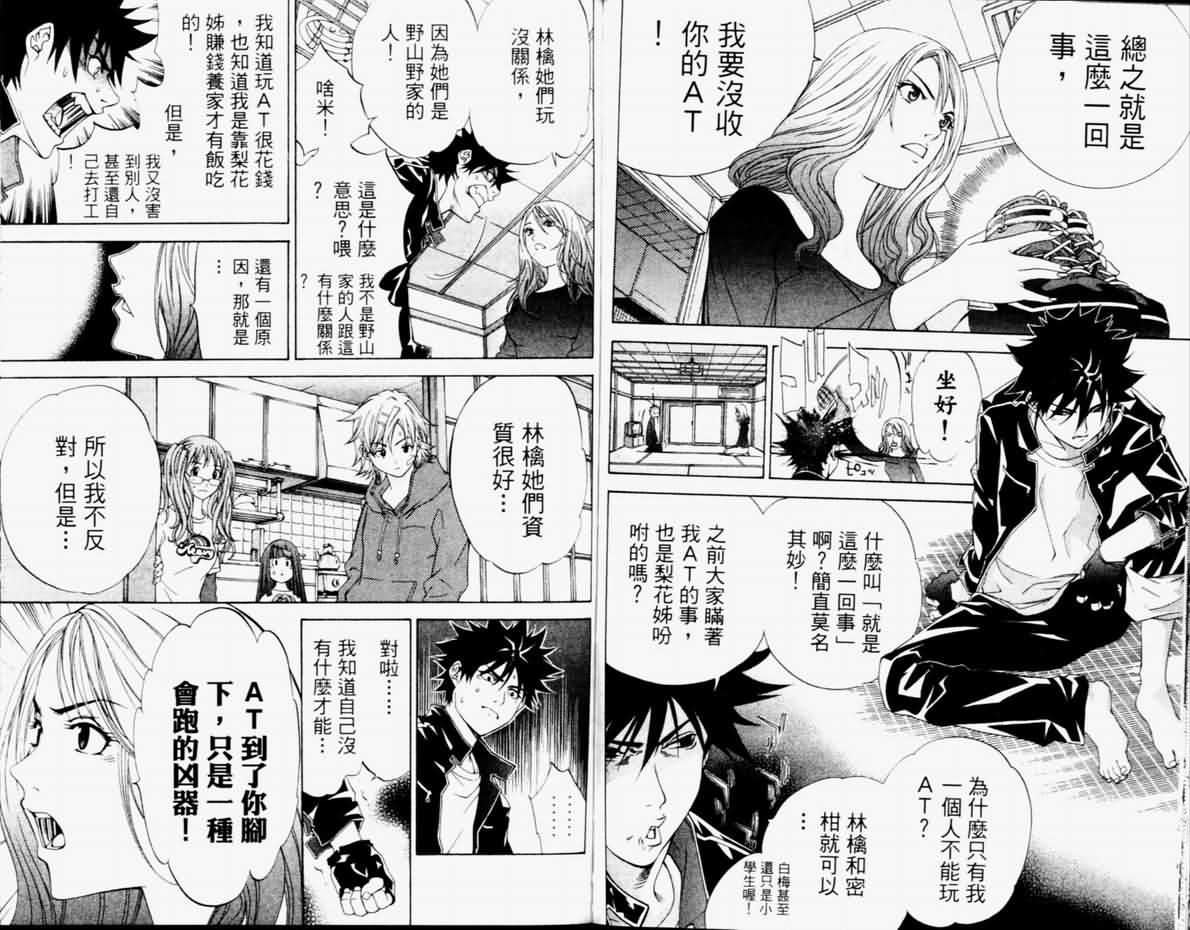 總之就是
這麼一回
事，
我要沒收
你的AT
！
坐好！
什麼叫「就是
這麼一回事」
啊？簡直莫名
其妙！
之前大家瞞著
我AT的事，
也是梨花姊吩
咐的嗎？
為什麼只有我
一個人不能玩
AT？
林檎和密
柑就可以
…
白梅甚至
還只是小
學生喔！
林檎她們玩
沒關係，
因為她們是
野山野家的
人！
啥米！
這是什麼
意思？喂
？
我不是野山
家的人跟這
有什麼關係
？
我知道玩AT很花錢
，也知道我是靠梨花
姊賺錢養家才有飯吃
的！
但是，
我又沒害
到別人，
甚至還自
己去打工
！
還有一個原
因，那就是
…
林檎她們資
質很好…
所以我不反
對，但是…
……
對啦……
我知道自己沒
有什麼才能…
AT到了你腳
下，只是一種
會跑的凶器！